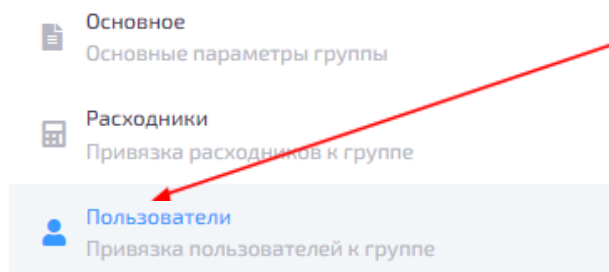 Основное
Основные параметры группы
Расходники
Привязка расходников к группе
Пользователи
Привязка пользователей к группе